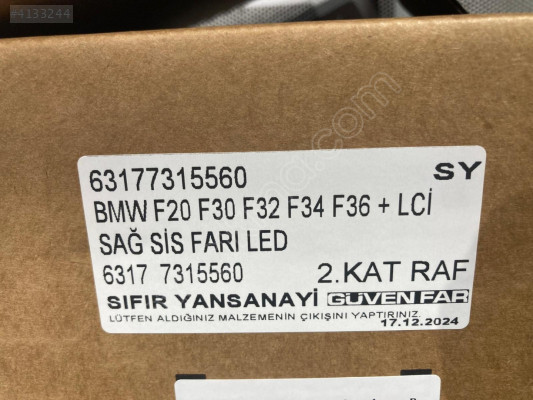 #4133244
63177315560 SY
BMW F20 F30 F32 F34 F36 + LCİ
SAĞ SİS FARI LED
6317 7315560 2.KAT RAF
SIFIR YANSANAYİ GÜVEN FAR
LÜTFEN ALDIĞINIZ MALZEMENİN ÇIKIŞINI YAPTIRINIZ.
17.12.2024